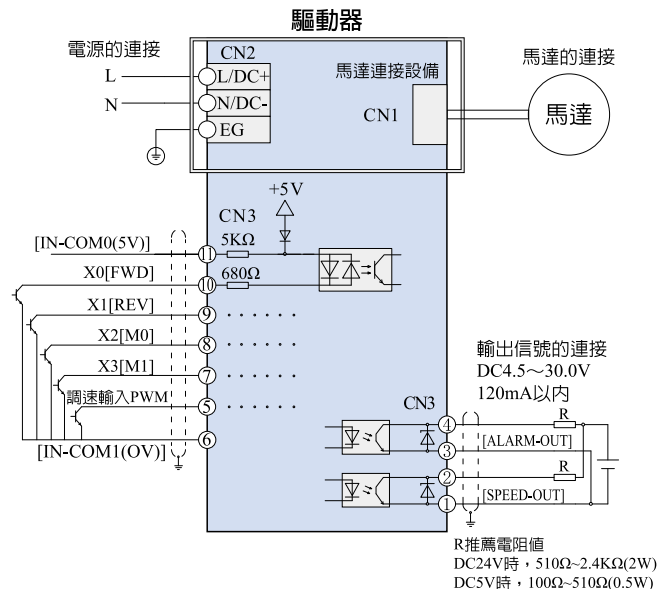 驅動器
電源的連接
CN2
馬達的連接
L
L/DC+
馬達連接設備
N
N/DC-
CN1
馬達
EG
+5V
CN3
[IN-COM0(5V)]
11
5KΩ
X0[FWD]
10
680Ω
X1[REV]
9
X2[M0]
8
X3[M1]
7
調速輸入PWM
5
6
[IN-COM1(OV)]
輸出信號的連接
DC4.5～30.0V
120mA以内
CN3
4
R
3
[ALARM-OUT]
2
R
1
[SPEED-OUT]
R推薦電阻値
DC24V時，510Ω~2.4KΩ(2W)
DC5V時，100Ω~510Ω(0.5W)